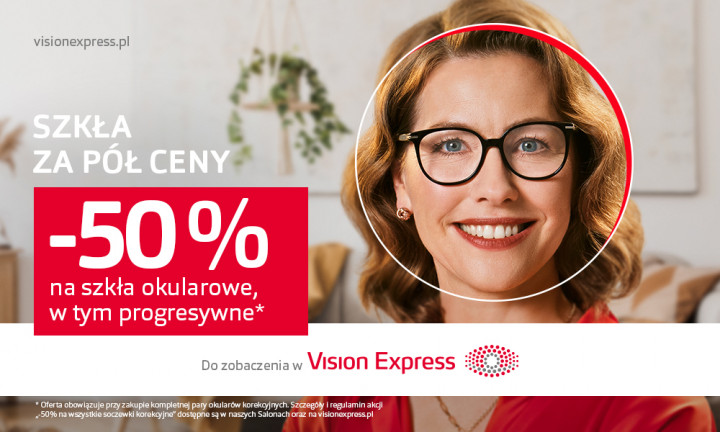 visionexpress.pl
SZKŁA
ZA PÓŁ CENY
-50%
na szkła okularowe,
w tym progresywne*
Do zobaczenia w Vision Express
* Oferta obowiązuje przy zakupie kompletnej pary okularów korekcyjnych. Szczegóły i regulamin akcji
„-50% na wszystkie soczewki korekcyjne” dostępne są w naszych Salonach oraz na visionexpress.pl